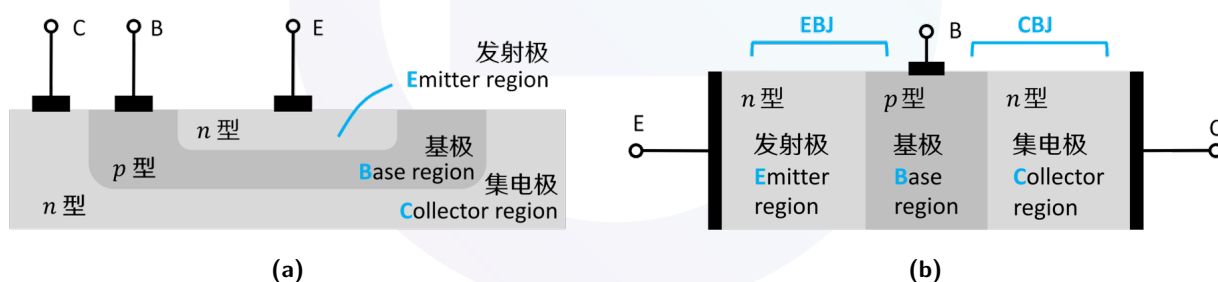 C
B
E
发射极
Emitter region
n 型
基极
p 型
Base region
集电极
n 型
Collector region
(a)
EBJ
B
CBJ
n 型
p 型
n 型
E
C
发射极
基极
集电极
Emitter
Base
Collector
region
region
region
(b)